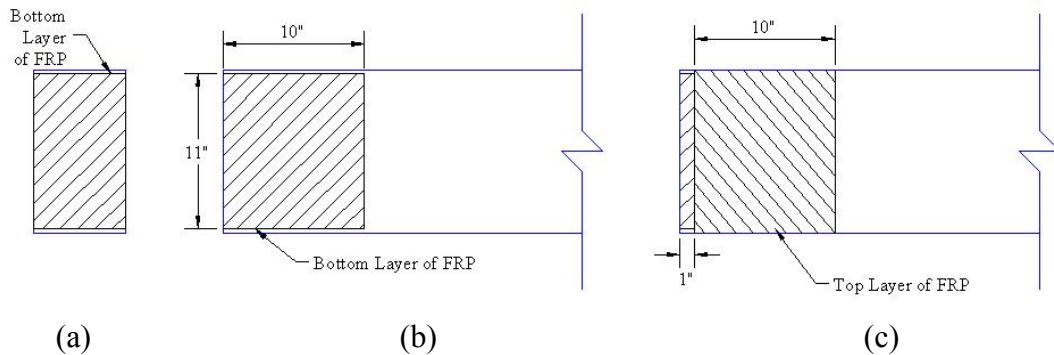 Bottom
Layer
of FRP
10"
11"
Bottom Layer of FRP
10"
1"
Top Layer of FRP
(a)
(b)
(c)